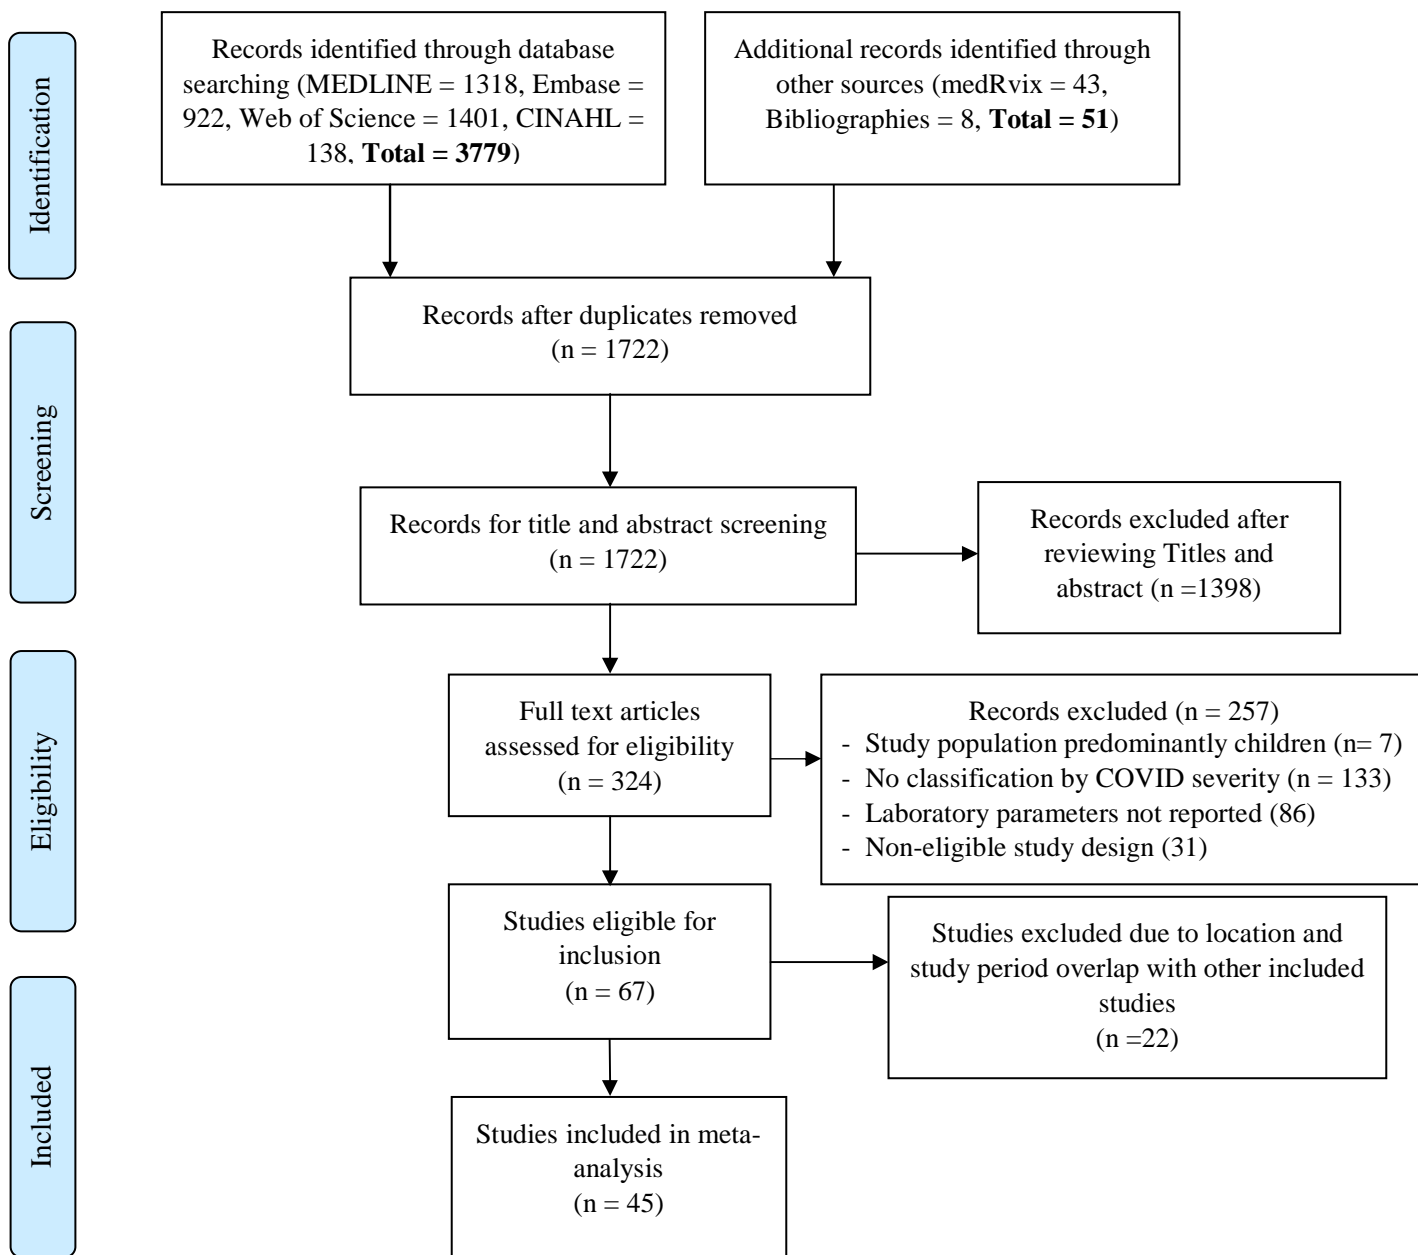 Identification
Records identified through database
searching (MEDLINE = 1318, Embase =
922, Web of Science = 1401, CINAHL =
138, Total = 3779)
Additional records identified through
other sources (medRvix = 43,
Bibliographies = 8, Total = 51)
Records after duplicates removed
(n = 1722)
Screening
Records for title and abstract screening
(n = 1722)
Records excluded after
reviewing Titles and
abstract (n =1398)
Eligibility
Full text articles
assessed for eligibility
(n = 324)
Records excluded (n = 257)
- Study population predominantly children (n= 7)
- No classification by COVID severity (n = 133)
- Laboratory parameters not reported (86)
- Non-eligible study design (31)
Studies eligible for
inclusion
(n = 67)
Studies excluded due to location and
study period overlap with other included
studies
(n =22)
Included
Studies included in meta-
analysis
(n = 45)